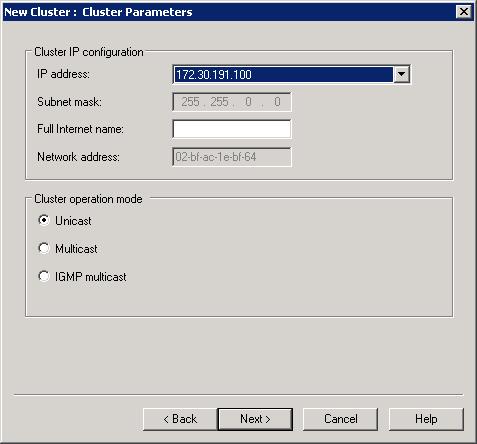 New Cluster :  Cluster Parameters
Cluster IP configuration
IP address: 172.30.191.100
Subnet mask: 255 . 255 . 0 . 0
Full Internet name:
Network address: 02-bf-ac-1e-bf-64
Cluster operation mode
Unicast
Multicast
IGMP multicast
< Back Next > Cancel Help